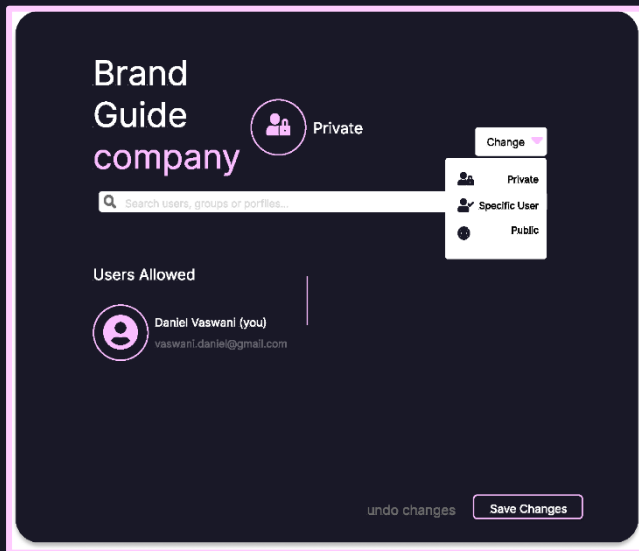 Brand
Guide
company
Private
Change
Private
Specific User
Public
Search users, groups or porfiles...
Users Allowed
Daniel Vaswani (you)
vaswani.daniel@gmail.com
undo changes
Save Changes